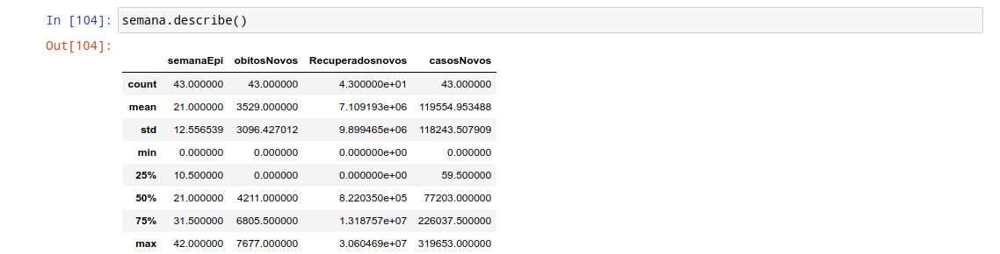 In [104]: semana.describe()
Out[104]:
semanaEpi obitosNovos Recuperadosnovos casosNovos
count 43.000000 43.000000 4.300000e+01 43.000000
mean 21.000000 3529.000000 7.109193e+06 119554.953488
std 12.556539 3096.427012 9.899465e+06 118243.507909
min 0.000000 0.000000 0.000000e+00 0.000000
25% 10.500000 0.000000 0.000000e+00 59.500000
50% 21.000000 4211.000000 8.220350e+05 77203.000000
75% 31.500000 6805.500000 1.318757e+07 226037.500000
max 42.000000 7677.000000 3.060469e+07 319653.000000